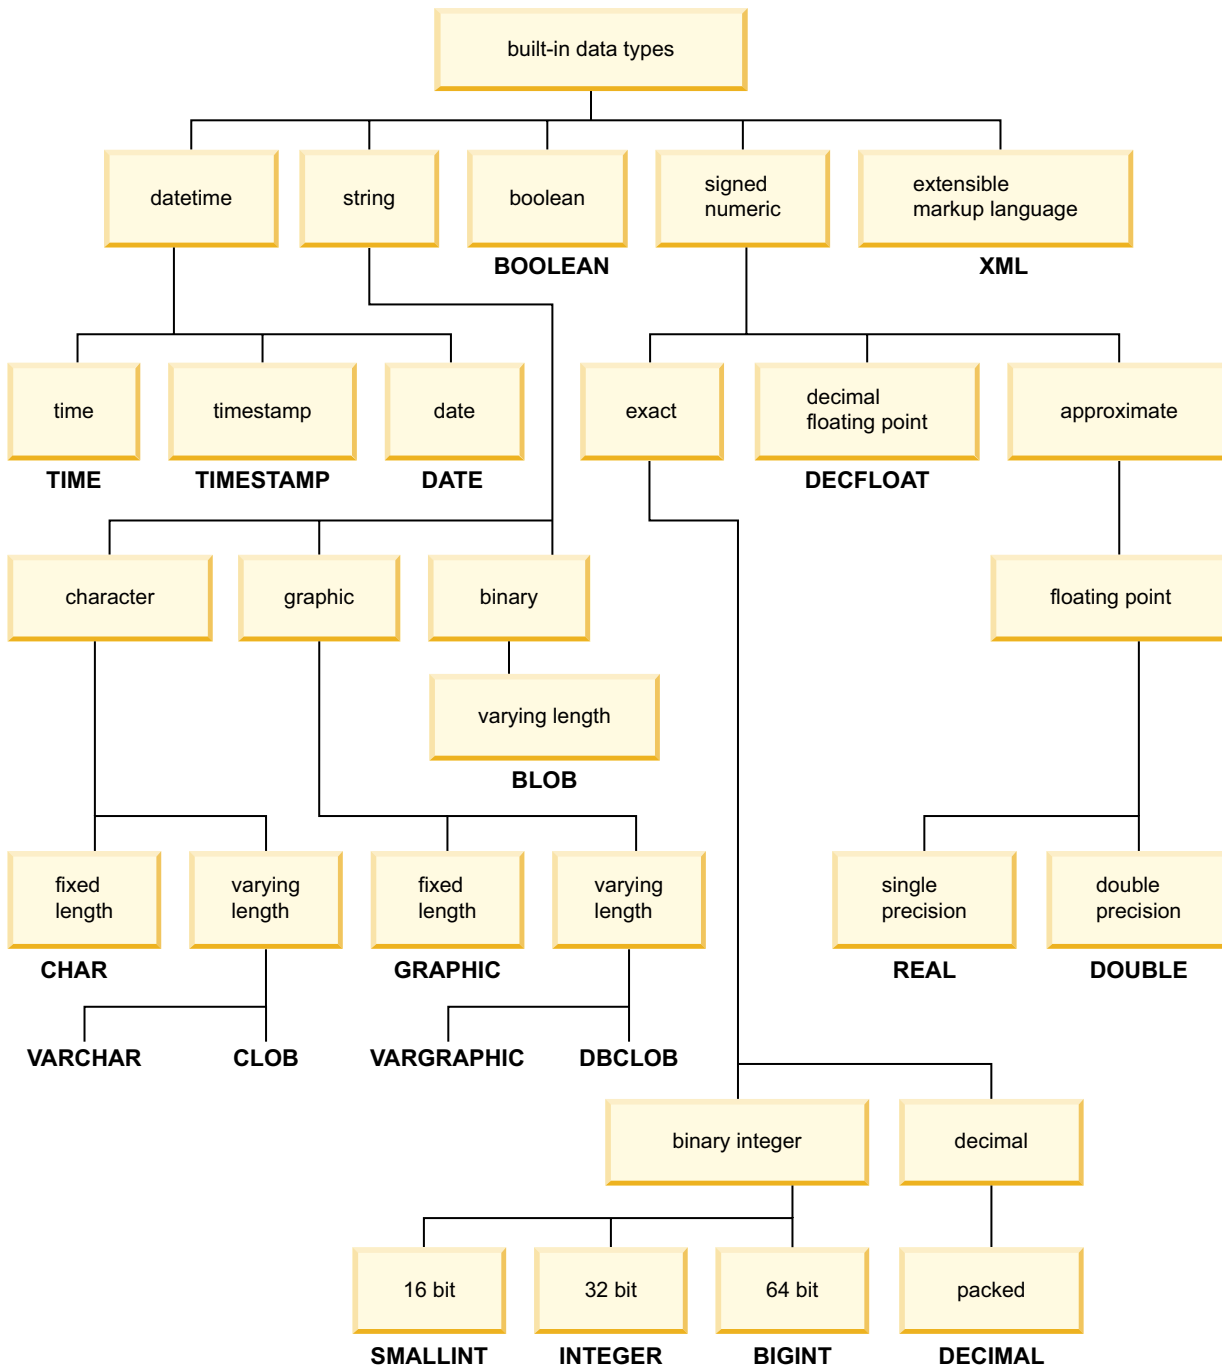 built-in data types
datetime
string
boolean
signed
numeric
extensible
markup language
BOOLEAN
XML
time
timestamp
date
exact
decimal
floating point
approximate
TIME
TIMESTAMP
DATE
DECFLOAT
character
graphic
binary
floating point
varying length
BLOB
fixed
length
varying
length
fixed
length
varying
length
single
precision
double
precision
CHAR
GRAPHIC
REAL
DOUBLE
VARCHAR
CLOB
VARGRAPHIC
DBCLOB
binary integer
decimal
16 bit
32 bit
64 bit
packed
SMALLINT
INTEGER
BIGINT
DECIMAL